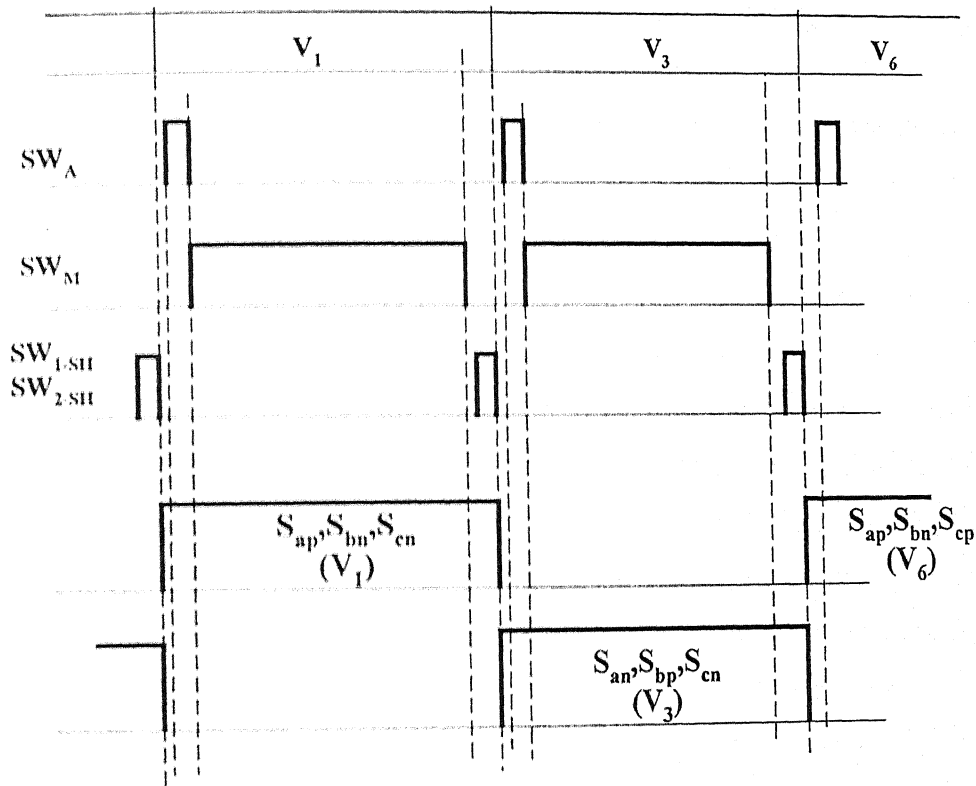 V1 V3 V6
SWA
SWM
SW1-SH
SW2-SH
Sap,Sbn,Scn
(V1)
Sap,Sbn,Scp
(V6)
San,Sbp,Scn
(V3)